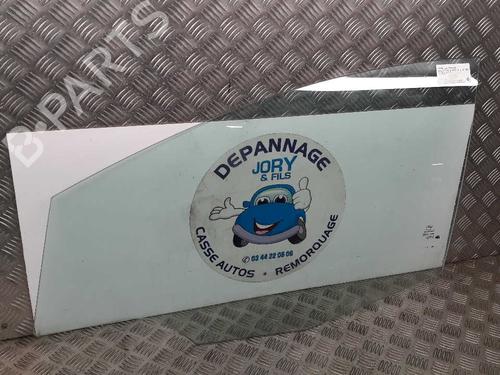 B-PARTS
DEPANNAGE
JORY
& FILS
CASSE AUTOS • REMORQUAGE
✆ 03 44 22 08 06